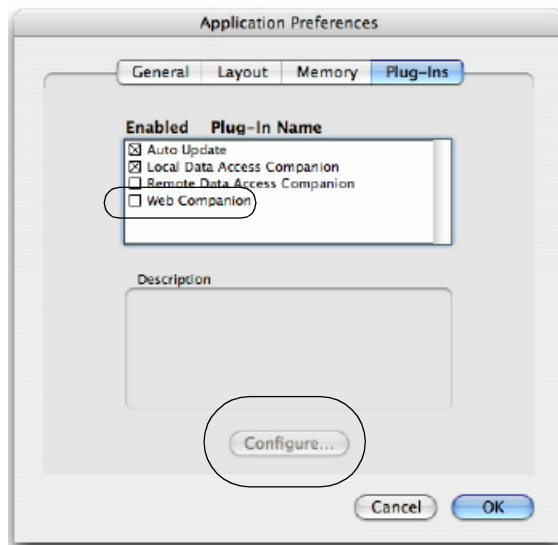 Application Preferences
General Layout Memory Plug-Ins
Enabled Plug-In Name
Auto Update
Local Data Access Companion
Remote Data Access Companion
Web Companion
Description
Configure...
Cancel OK